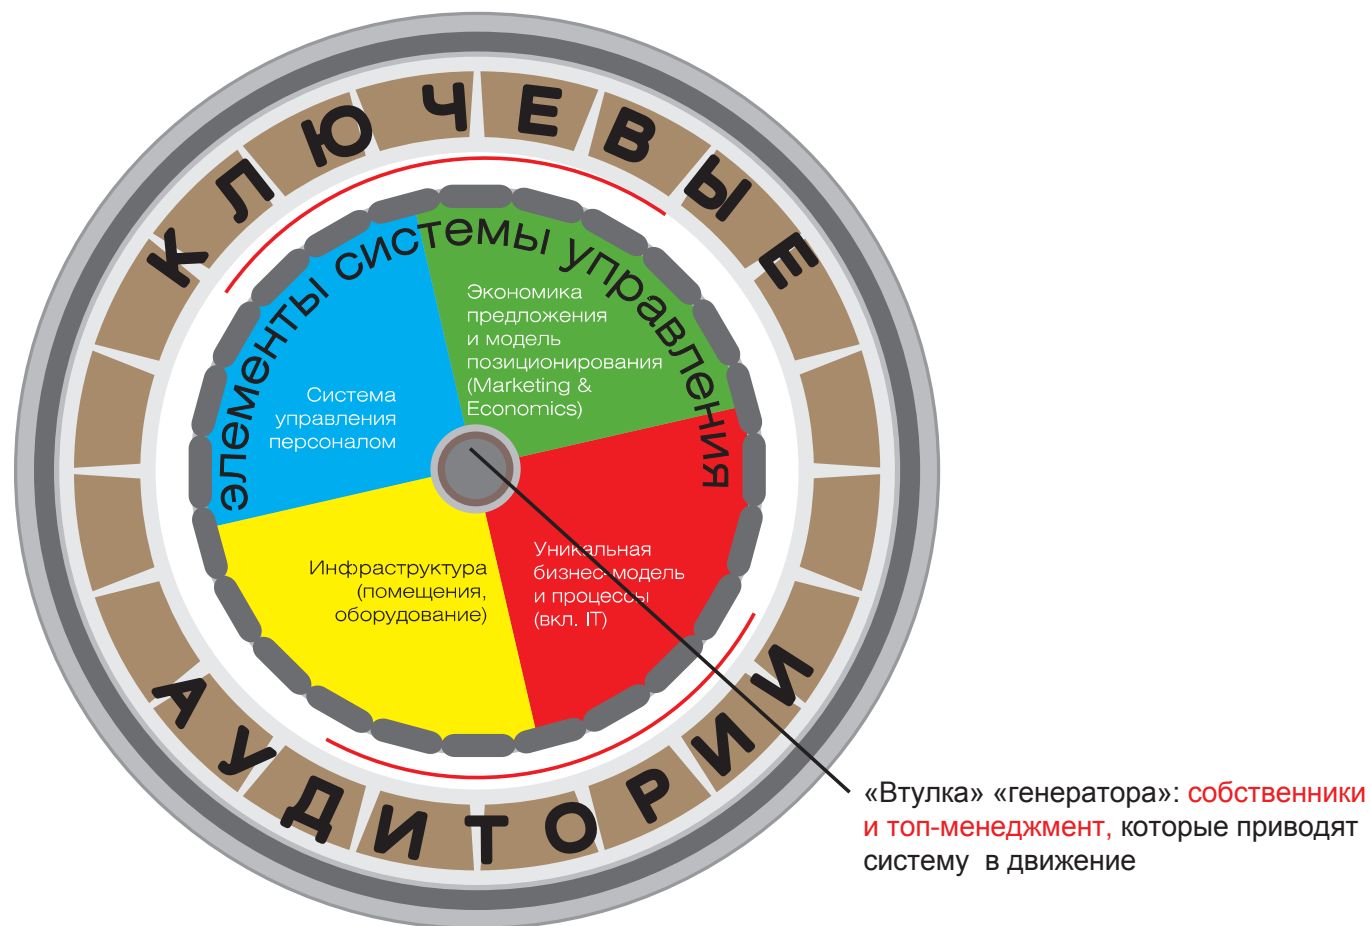 КЛЮЧЕВЫЕ
элементы системы управления
Экономика
предложения
и модель
позиционирования
(Marketing &
Economics)
Система
управления
персоналом
Инфраструктура
(помещения,
оборудование)
Уникальная
бизнес-модель
и процессы
(вкл. IT)
АУДИТОРИИ
«Втулка» «генератора»: собственники
и топ-менеджмент, которые приводят
систему в движение